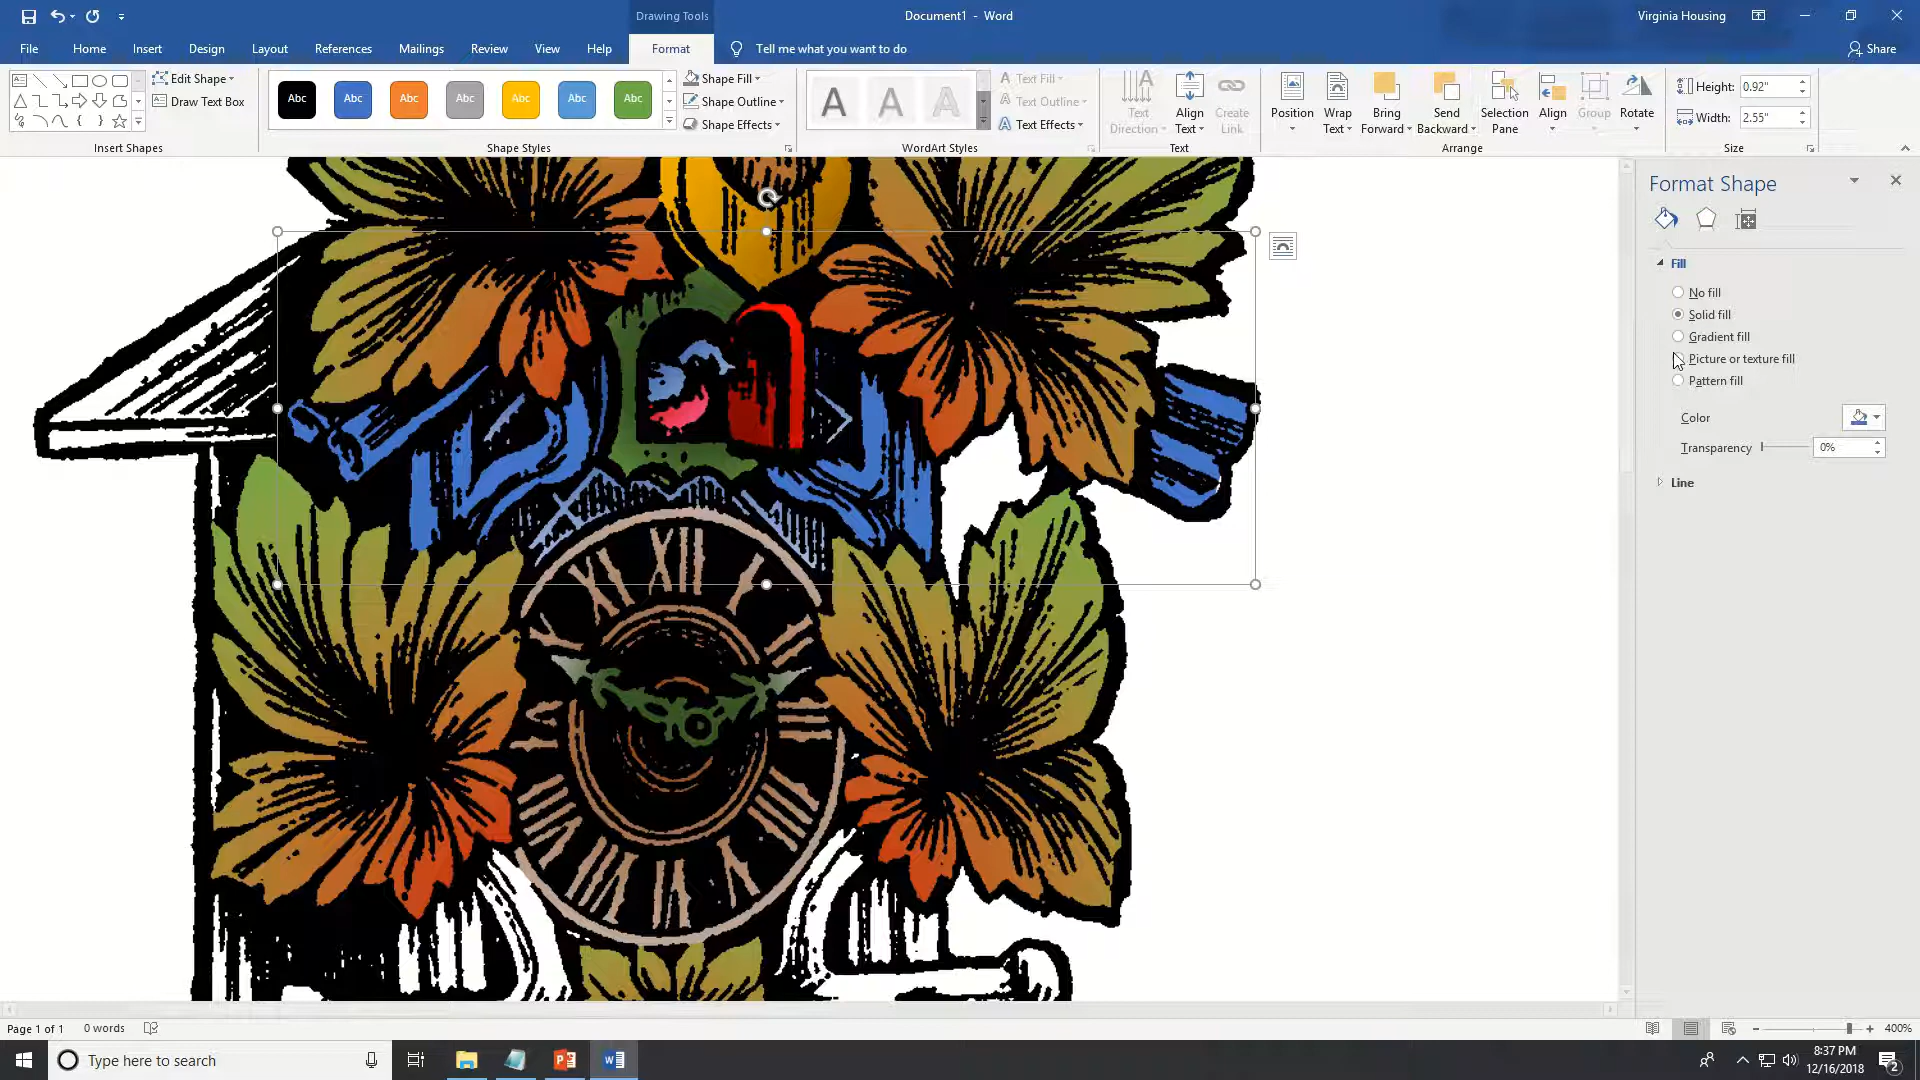 Drawing Tools
Document1 - Word
Virginia Housing
File Home Insert Design Layout References Mailings Review View Help Format Tell me what you want to do Share
Edit Shape
Draw Text Box
Insert Shapes
Abc Abc Abc Abc Abc Abc Abc
Shape Fill
Shape Outline
Shape Effects
Shape Styles
A A A
Text Fill
Text Outline
Text Effects
WordArt Styles
Text Direction
Align Text
Create Link
Text
Position
Wrap Text
Bring Forward
Send Backward
Selection Pane
Align
Group
Rotate
Arrange
Height: 0.92"
Width: 2.55"
Size
Format Shape
Fill
No fill
Solid fill
Gradient fill
Picture or texture fill
Pattern fill
Color
Transparency 0%
Line
XII
Page 1 of 1 0 words
400%
Type here to search
8:37 PM
12/16/2018
2